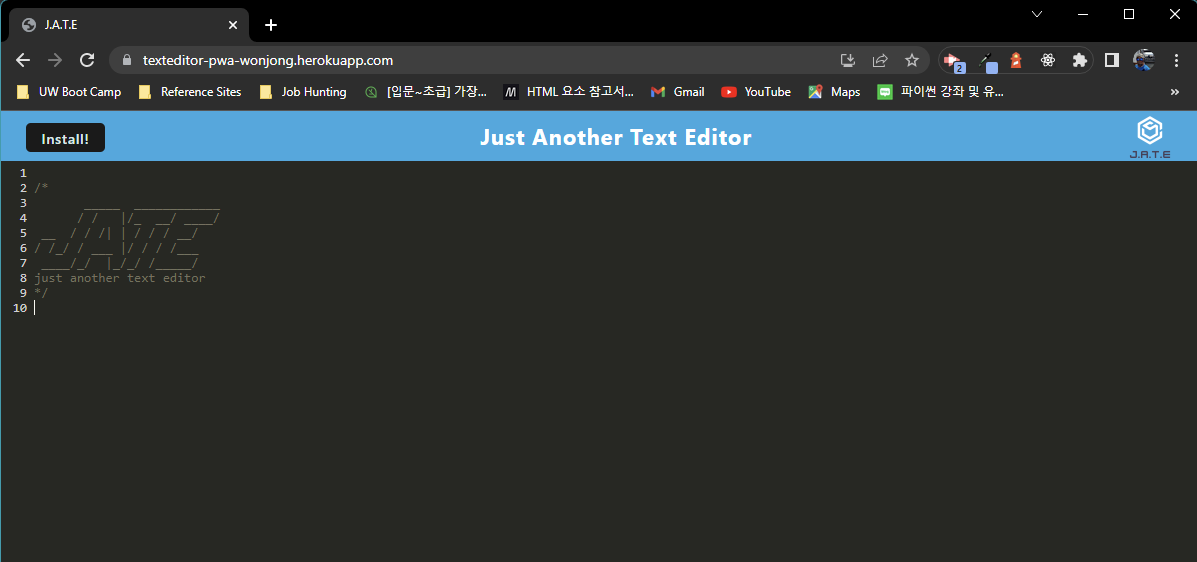 J.A.T.E
texteditor-pwa-wonjong.herokuapp.com
2
UW Boot Camp Reference Sites Job Hunting [입문~초급] 가장... HTML 요소 참고서... Gmail YouTube Maps 파이썬 강좌 및 유... »
Install! Just Another Text Editor
J.A.T.E
1
2 /*
3        _____  ____________
4       / /   |/_  __/ ____/
5  __  / / /| | / / / __/
6 / /_/ / ___ |/ / / /___
7  ____/_/  |_/_/ /_____/
8 just another text editor
9 */
10